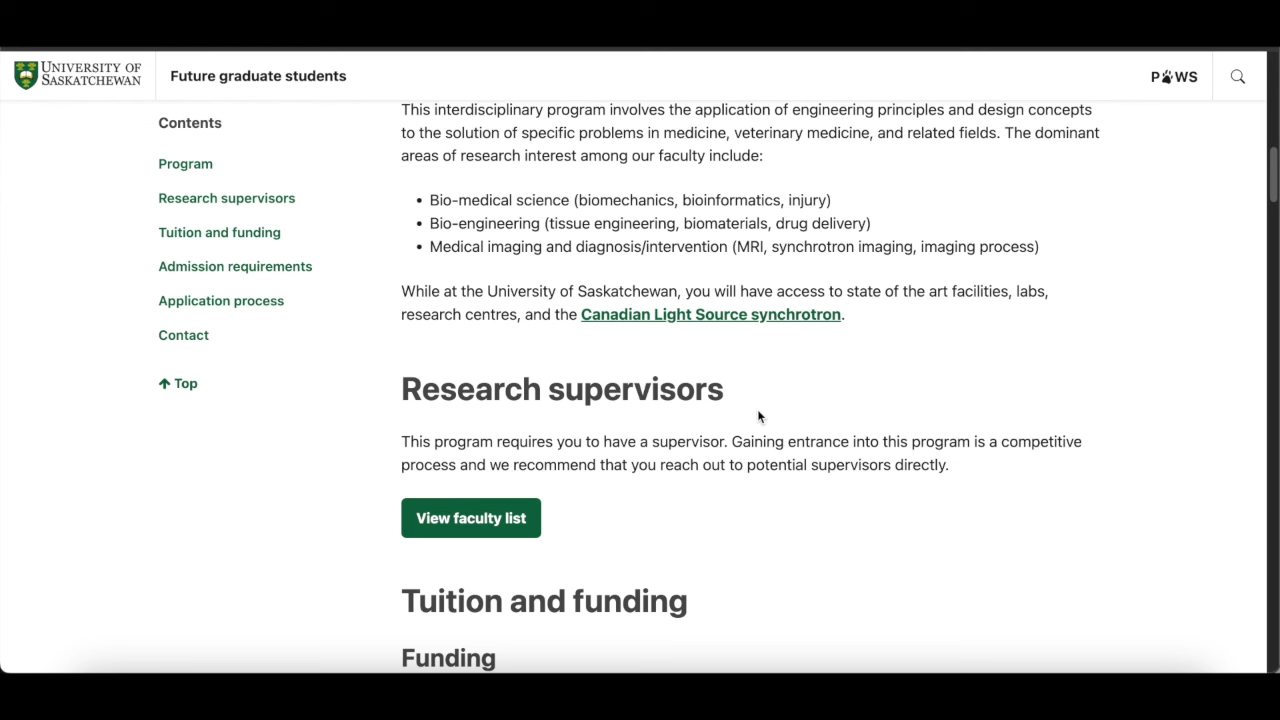 UNIVERSITY OF
SASKATCHEWAN
Future graduate students
PAWS
Contents
Program
Research supervisors
Tuition and funding
Admission requirements
Application process
Contact
Top
This interdisciplinary program involves the application of engineering principles and design concepts
to the solution of specific problems in medicine, veterinary medicine, and related fields. The dominant
areas of research interest among our faculty include:
• Bio-medical science (biomechanics, bioinformatics, injury)
• Bio-engineering (tissue engineering, biomaterials, drug delivery)
• Medical imaging and diagnosis/intervention (MRI, synchrotron imaging, imaging process)
While at the University of Saskatchewan, you will have access to state of the art facilities, labs,
research centres, and the Canadian Light Source synchrotron.
Research supervisors
This program requires you to have a supervisor. Gaining entrance into this program is a competitive
process and we recommend that you reach out to potential supervisors directly.
View faculty list
Tuition and funding
Funding